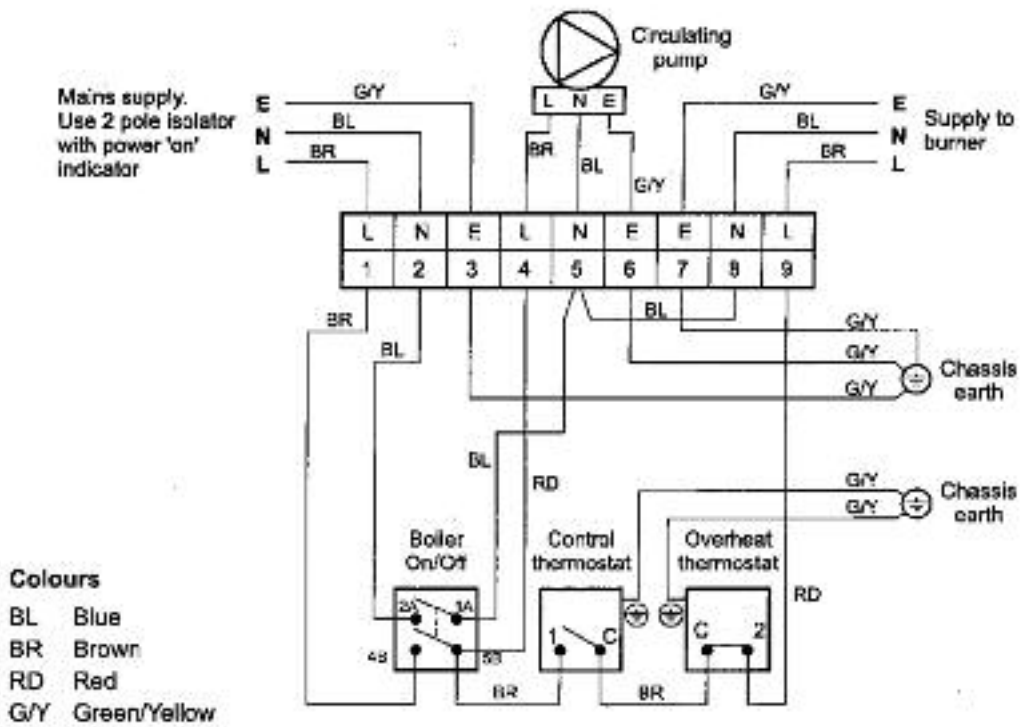 Circulating
pump
Mains supply.
Use 2 pole isolator
with power 'on'
indicator
E
N
L
G/Y
BL
BR
L N E
BR
BL
G/Y
G/Y
BL
BR
E
N
L
Supply to
burner
L N E L N E E N L
1 2 3 4 5 6 7 8 9
BR
BL
BL
G/Y
G/Y
G/Y
Chassis
earth
BL
RD
G/Y
G/Y
Chassis
earth
Boiler
On/Off
Control
thermostat
Overheat
thermostat
RD
1A
1 C
C 2
4B
5B
BR
BR
Colours
BL Blue
BR Brown
RD Red
G/Y Green/Yellow